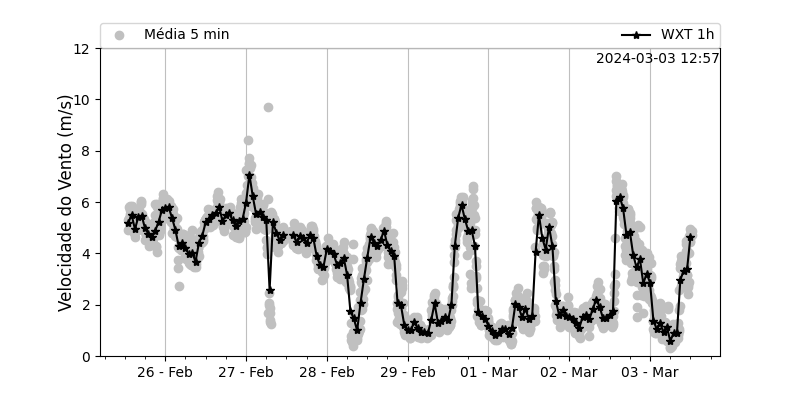 Média 5 min
WXT 1h
2024-03-03 12:57
Velocidade do Vento (m/s)
12
10
8
6
4
2
0
26 - Feb
27 - Feb
28 - Feb
29 - Feb
01 - Mar
02 - Mar
03 - Mar